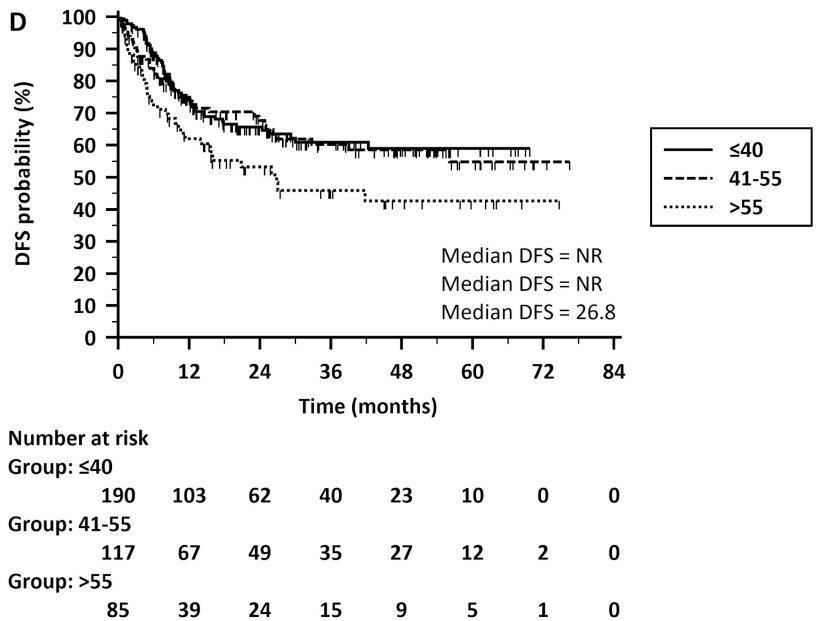 D
100
90
80
70
60
50
40
30
20
10
0
DFS probability (%)
≤40
41-55
>55
Median DFS = NR
Median DFS = NR
Median DFS = 26.8
0 12 24 36 48 60 72 84
Time (months)
Number at risk
Group: ≤40
190 103 62 40 23 10 0 0
Group: 41-55
117 67 49 35 27 12 2 0
Group: >55
85 39 24 15 9 5 1 0